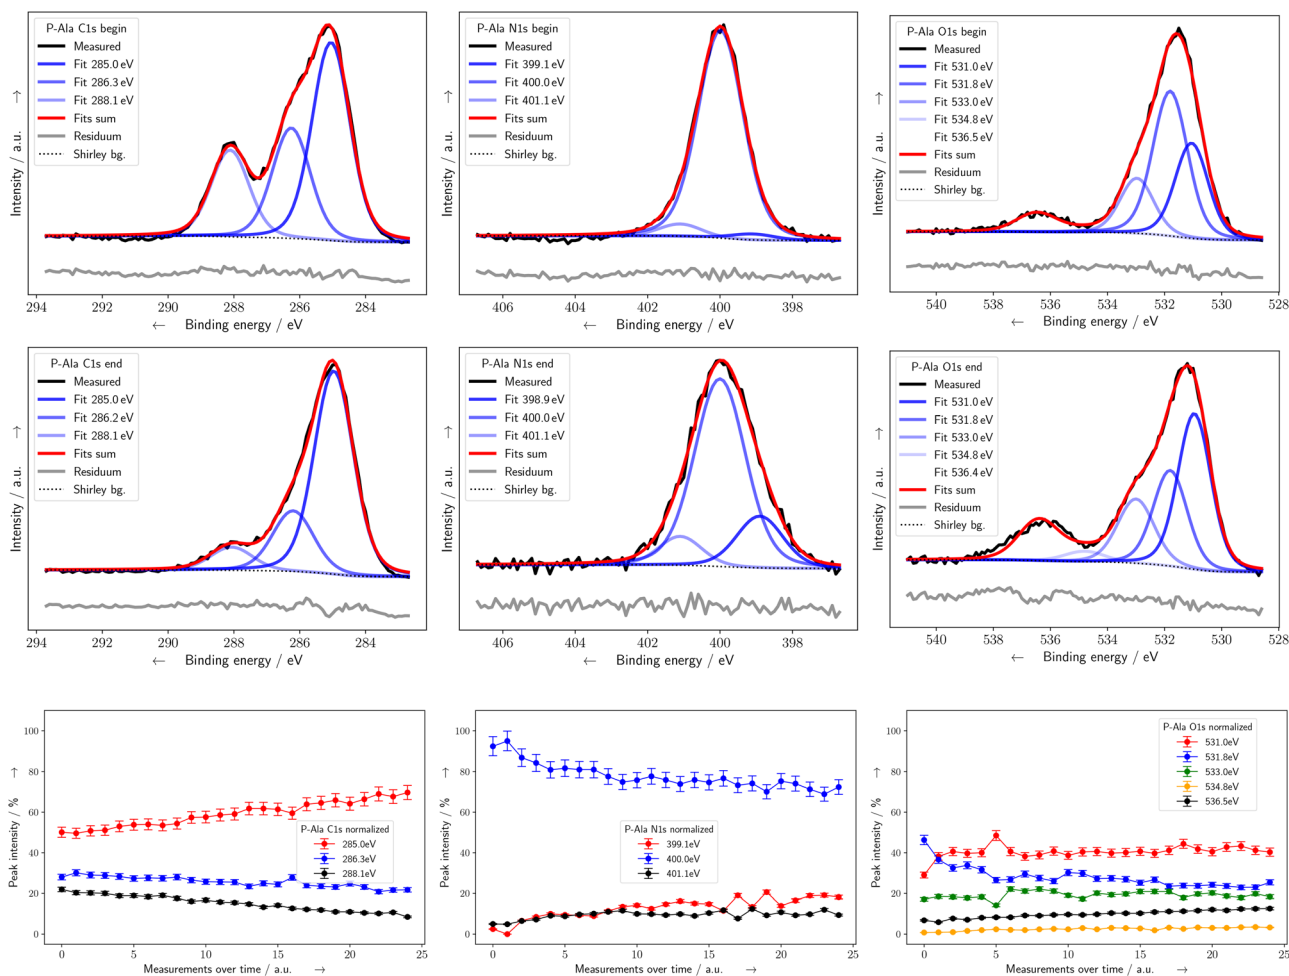 P-Ala C1s begin
Measured
Fit 285.0 eV
Fit 286.3 eV
Fit 288.1 eV
Fits sum
Residuum
Shirley bg.
Intensity / a.u. →
294 292 290 288 286 284
← Binding energy / eV
P-Ala N1s begin
Measured
Fit 399.1 eV
Fit 400.0 eV
Fit 401.1 eV
Fits sum
Residuum
Shirley bg.
Intensity / a.u. →
406 404 402 400 398
← Binding energy / eV
P-Ala O1s begin
Measured
Fit 531.0 eV
Fit 531.8 eV
Fit 533.0 eV
Fit 534.8 eV
Fit 536.5 eV
Fits sum
Residuum
Shirley bg.
Intensity / a.u. →
540 538 536 534 532 530 528
← Binding energy / eV
P-Ala C1s end
Measured
Fit 285.0 eV
Fit 286.2 eV
Fit 288.1 eV
Fits sum
Residuum
Shirley bg.
Intensity / a.u. →
294 292 290 288 286 284
← Binding energy / eV
P-Ala N1s end
Measured
Fit 398.9 eV
Fit 400.0 eV
Fit 401.1 eV
Fits sum
Residuum
Shirley bg.
Intensity / a.u. →
406 404 402 400 398
← Binding energy / eV
P-Ala O1s end
Measured
Fit 531.0 eV
Fit 531.8 eV
Fit 533.0 eV
Fit 534.8 eV
Fit 536.4 eV
Fits sum
Residuum
Shirley bg.
Intensity / a.u. →
540 538 536 534 532 530 528
← Binding energy / eV
Peak intensity / % →
100
80
60
40
20
0
P-Ala C1s normalized
285.0eV
286.3eV
288.1eV
0 5 10 15 20 25
Measurements over time / a.u. →
Peak intensity / % →
100
80
60
40
20
0
P-Ala N1s normalized
399.1eV
400.0eV
401.1eV
0 5 10 15 20 25
Measurements over time / a.u. →
Peak intensity / % →
100
80
60
40
20
0
P-Ala O1s normalized
531.0eV
531.8eV
533.0eV
534.8eV
536.5eV
0 5 10 15 20 25
Measurements over time / a.u. →